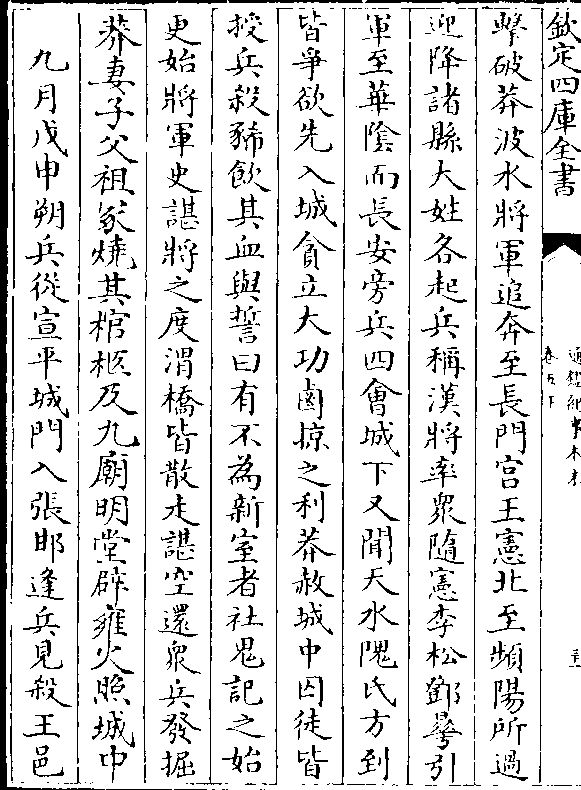 欽定四庫全書
通鑑紀事本末
卷五下
擊破莽波水將軍追奔至長門宫王憲北至頻陽所過
迎降諸縣大姓各起兵稱漢將率衆隨憲李松鄧曅引
軍至華隂而長安旁兵四會城下又聞天水隗氏方到
皆爭欲先入城貪立大功鹵掠之利莽赦城中囚徒皆
授兵殺豨飲其血與誓曰有不為新室者社鬼記之始
更始將軍史諶將之度渭橋皆散走諶空還衆兵發掘
莽妻子父祖冢燒其棺柩及九廟明堂辟雍火照城中
九月戊申朔兵從宣平城門入張邯逢兵見殺王邑